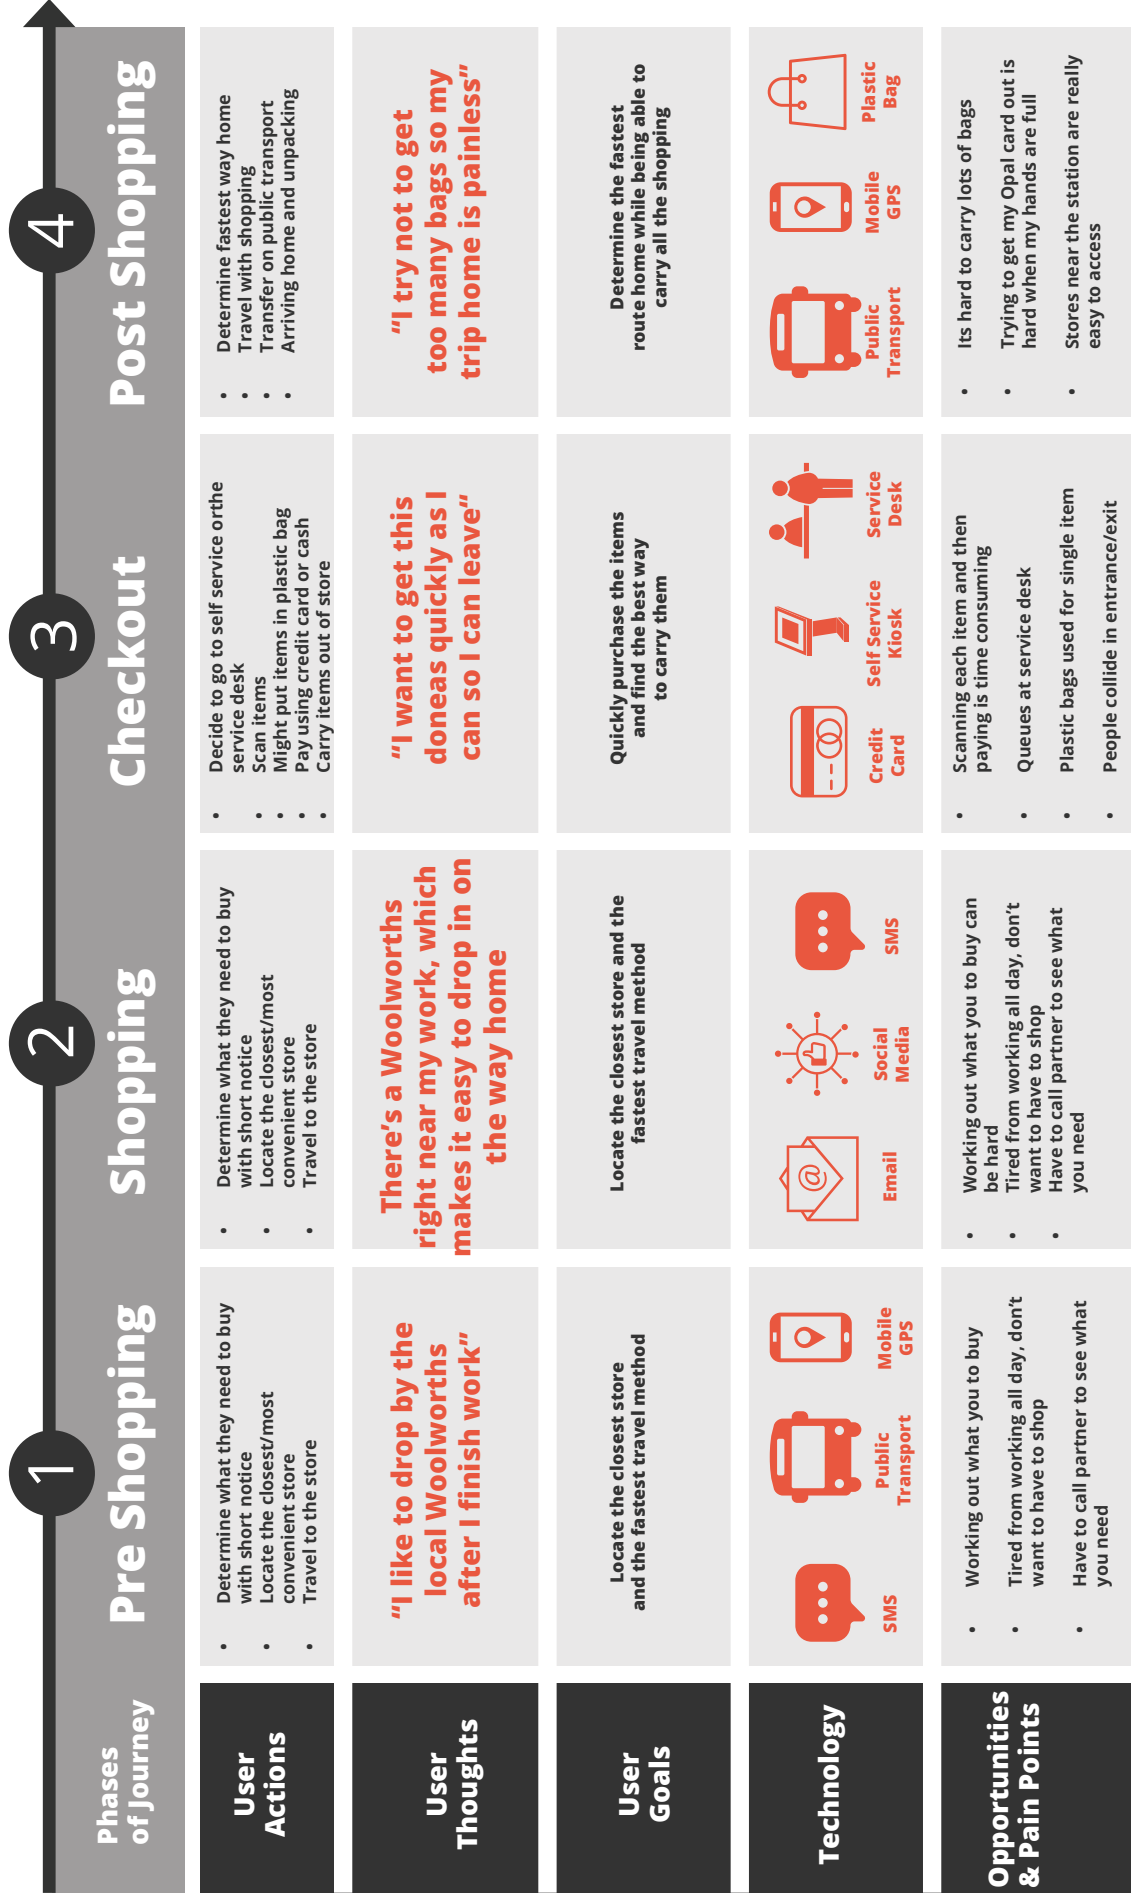 1
2
3
4
Phases
of Journey
Pre Shopping
Shopping
Checkout
Post Shopping
User
Actions
• Determine what they need to buy
with short notice
• Locate the closest/most
convenient store
• Travel to the store
• Determine what they need to buy
with short notice
• Locate the closest/most
convenient store
• Travel to the store
• Decide to go to self service orthe
service desk
• Scan items
• Might put items in plastic bag
• Pay using credit card or cash
• Carry items out of store
• Determine fastest way home
• Travel with shopping
• Transfer on public transport
• Arriving home and unpacking
User
Thoughts
“I like to drop by the
local Woolworths
after I finish work”
There’s a Woolworths
right near my work, which
makes it easy to drop in on
the way home
“I want to get this
doneas quickly as I
can so I can leave”
“I try not to get
too many bags so my
trip home is painless”
User
Goals
Locate the closest store
and the fastest travel method
Locate the closest store and the
fastest travel method
Quickly purchase the items
and find the best way
to carry them
Determine the fastest
route home while being able to
carry all the shopping
Technology
SMS
Public
Transport
Mobile
GPS
Email
@
Social
Media
SMS
Credit
Card
Self Service
Kiosk
Service
Desk
Public
Transport
Mobile
GPS
Plastic
Bag
Opportunities
& Pain Points
• Working out what you to buy
• Tired from working all day, don’t
want to have to shop
• Have to call partner to see what
you need
• Working out what you to buy can
be hard
• Tired from working all day, don’t
want to have to shop
• Have to call partner to see what
you need
• Scanning each item and then
paying is time consuming
• Queues at service desk
• Plastic bags used for single item
• People collide in entrance/exit
• Its hard to carry lots of bags
• Trying to get my Opal card out is
hard when my hands are full
• Stores near the station are really
easy to access